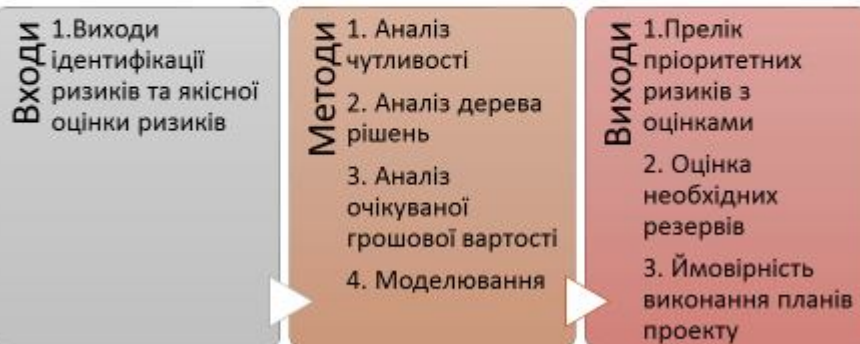 Входи
1.Виходи
ідентифікації
ризиків та якісної
оцінки ризиків
Методи
1. Аналіз
чутливості
2. Аналіз дерева
рішень
3. Аналіз
очікуваної
грошової вартості
4. Моделювання
Виходи
1.Прелік
пріоритетних
ризиків з
оцінками
2. Оцінка
необхідних
резервів
3. Ймовірність
виконання планів
проекту